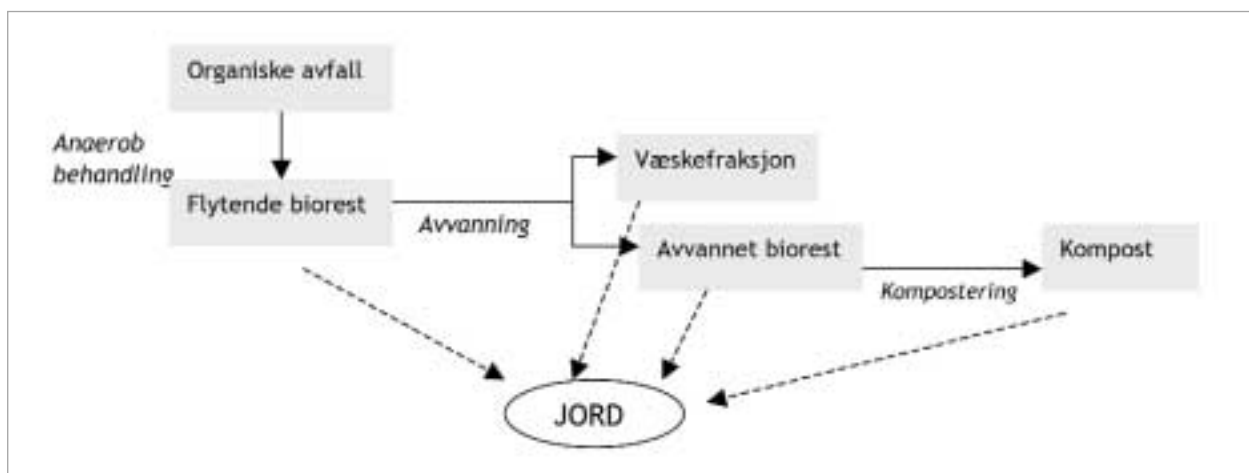 Organiske avfall
Anaerob
behandling
Flytende biorest
Avvanning
Væskefraksjon
Avvannet biorest
Kompostering
Kompost
JORD